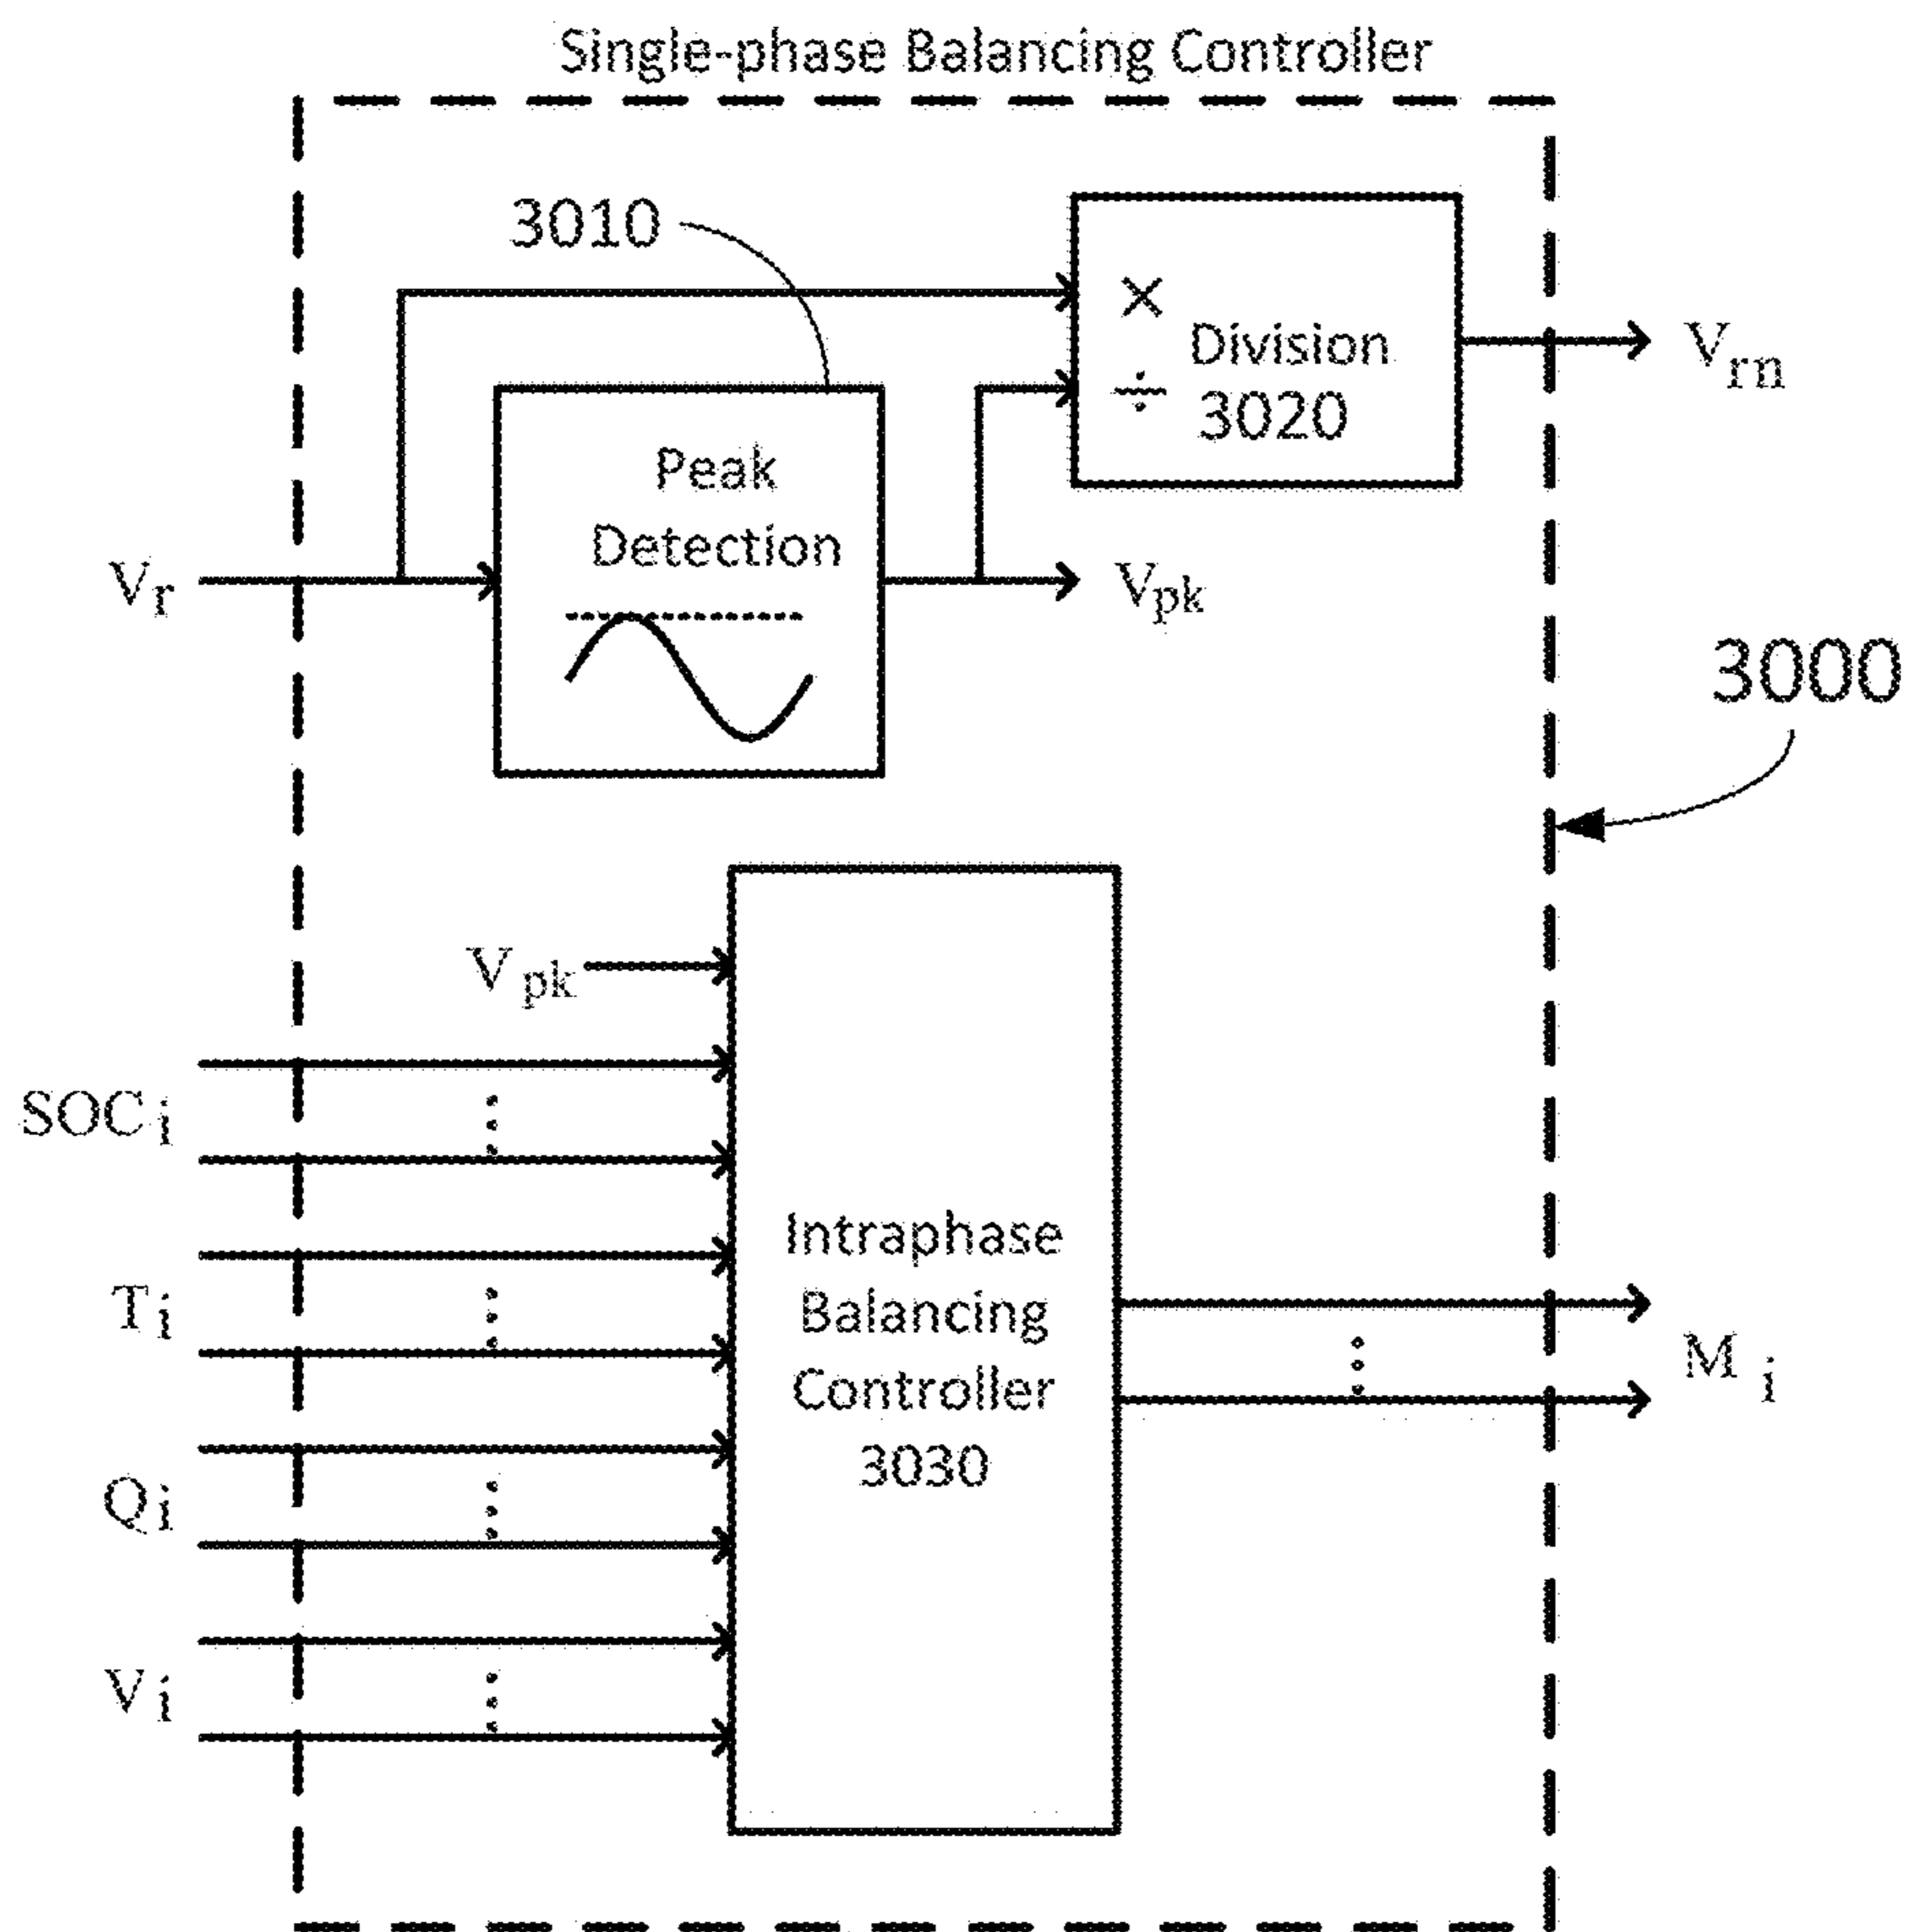 Single-phase Balancing Controller
3010
×
Division
÷
3020
Vrn
Peak
Detection
Vr
Vpk
3000
Vpk
SOCi
Intraphase
Ti
Balancing
Mi
Controller
Qi
3030
Vi